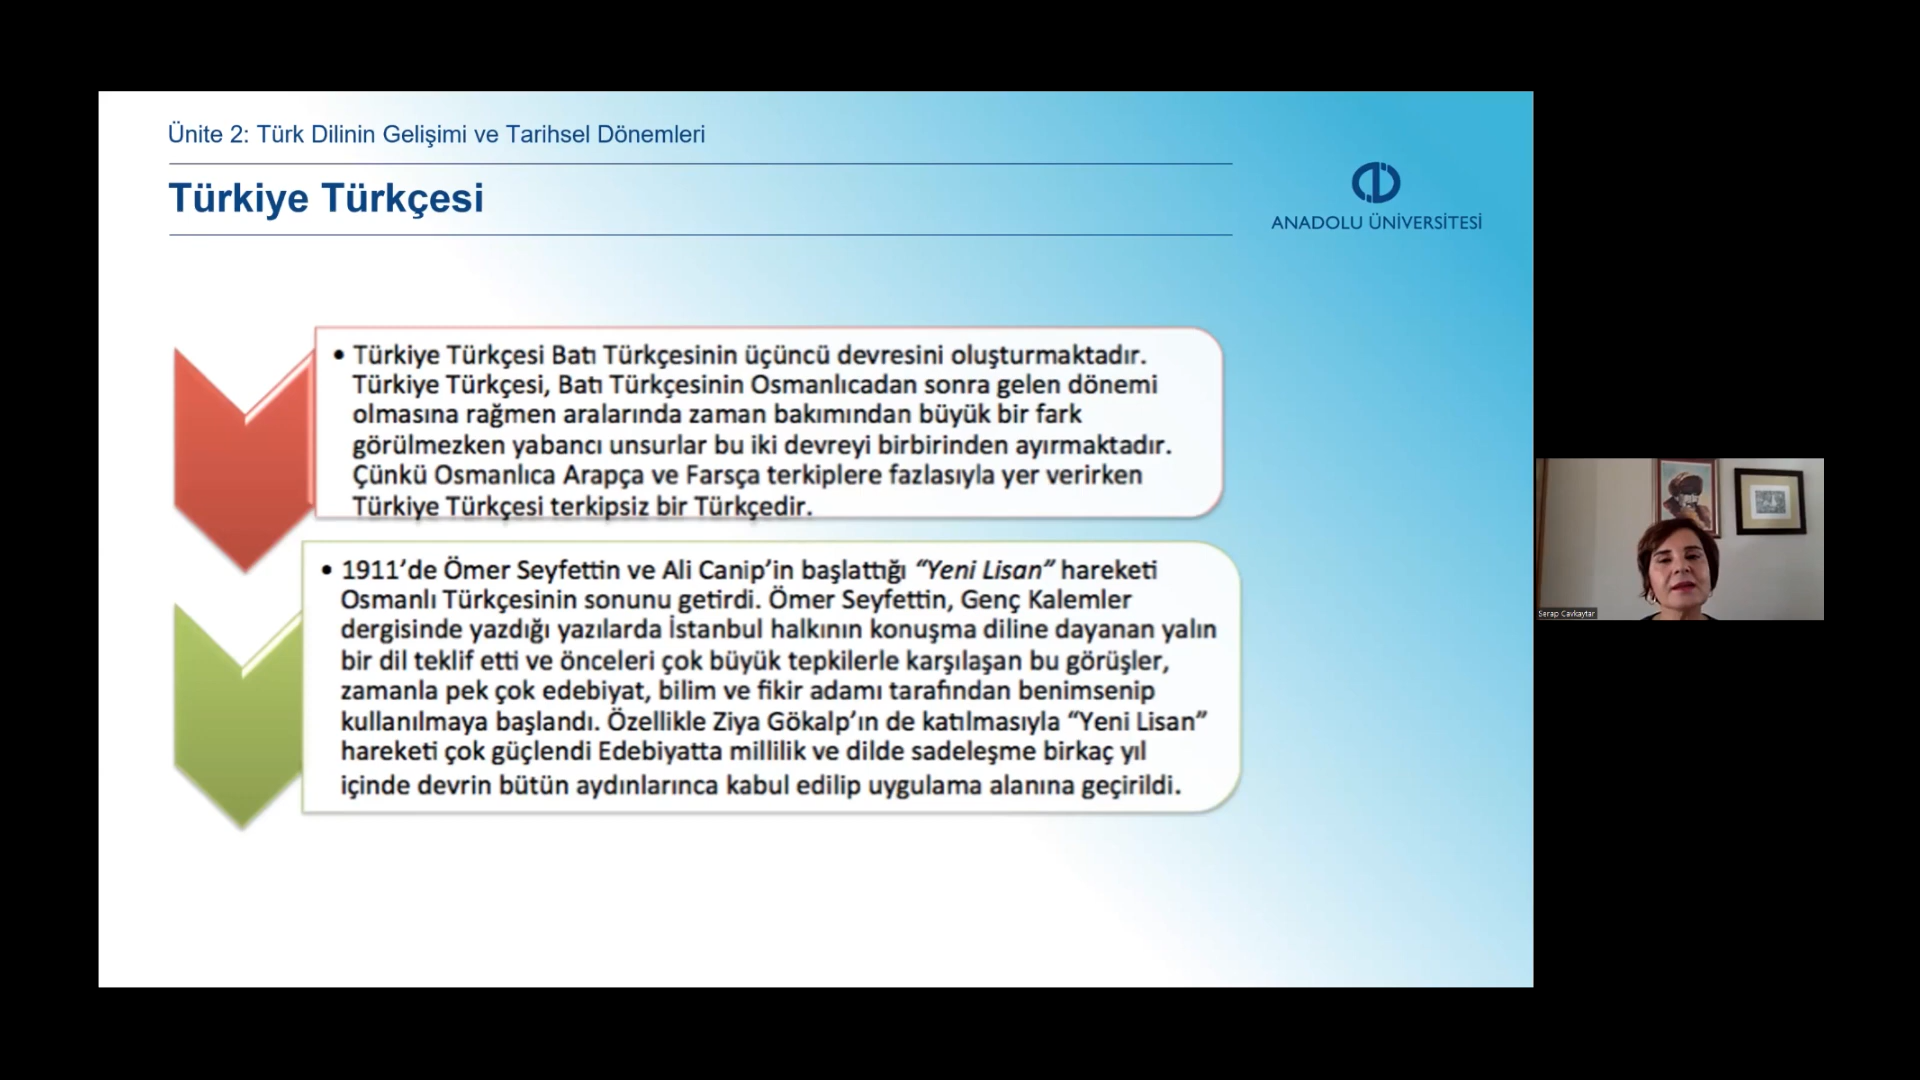 Ünite 2: Türk Dilinin Gelişimi ve Tarihsel Dönemleri
Türkiye Türkçesi
ANADOLU ÜNİVERSİTESİ
• Türkiye Türkçesi Batı Türkçesinin üçüncü devresini oluşturmaktadır.
Türkiye Türkçesi, Batı Türkçesinin Osmanlıcadan sonra gelen dönemi
olmasına rağmen aralarında zaman bakımından büyük bir fark
görülmezken yabancı unsurlar bu iki devreyi birbirinden ayırmaktadır.
Çünkü Osmanlıca Arapça ve Farsça terkiplere fazlasıyla yer verirken
Türkiye Türkçesi terkipsiz bir Türkçedir.
• 1911’de Ömer Seyfettin ve Ali Canip’in başlattığı “Yeni Lisan” hareketi
Osmanlı Türkçesinin sonunu getirdi. Ömer Seyfettin, Genç Kalemler
dergisinde yazdığı yazılarda İstanbul halkının konuşma diline dayanan yalın
bir dil teklif etti ve önceleri çok büyük tepkilerle karşılaşan bu görüşler,
zamanla pek çok edebiyat, bilim ve fikir adamı tarafından benimsenip
kullanılmaya başlandı. Özellikle Ziya Gökalp’ın de katılmasıyla “Yeni Lisan”
hareketi çok güçlendi Edebiyatta millilik ve dilde sadeleşme birkaç yıl
içinde devrin bütün aydınlarınca kabul edilip uygulama alanına geçirildi.
Serap Cavkaytar